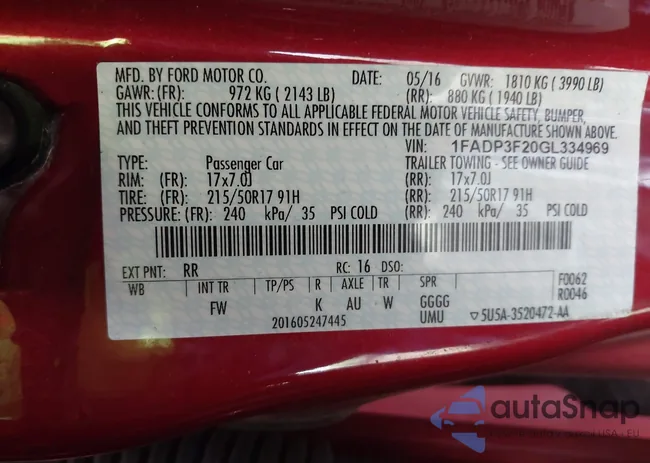 MFD. BY FORD MOTOR CO. DATE: 05/16 GVWR: 1810 KG ( 3990 LB)
GAWR: (FR): 972 KG ( 2143 LB) (RR): 880 KG ( 1940 LB)
THIS VEHICLE CONFORMS TO ALL APPLICABLE FEDERAL MOTOR VEHICLE SAFETY, BUMPER,
AND THEFT PREVENTION STANDARDS IN EFFECT ON THE DATE OF MANUFACTURE SHOWN ABOVE.
VIN: 1FADP3F20GL334969
TYPE: Passenger Car TRAILER TOWING - SEE OWNER GUIDE
RIM: (FR): 17x7.0J (RR): 17x7.0J
TIRE: (FR): 215/50R17 91H (RR): 215/50R17 91H
PRESSURE: (FR): 240 kPa/ 35 PSI COLD (RR): 240 kPa/ 35 PSI COLD
EXT PNT: RR RC: 16 DSO: F0062
WB INT TR TP/PS R AXLE TR SPR R0046
FW K AU W GGGG
201605247445 UMU ▽5U5A-3520472-AA
autoSnap
USA - EU